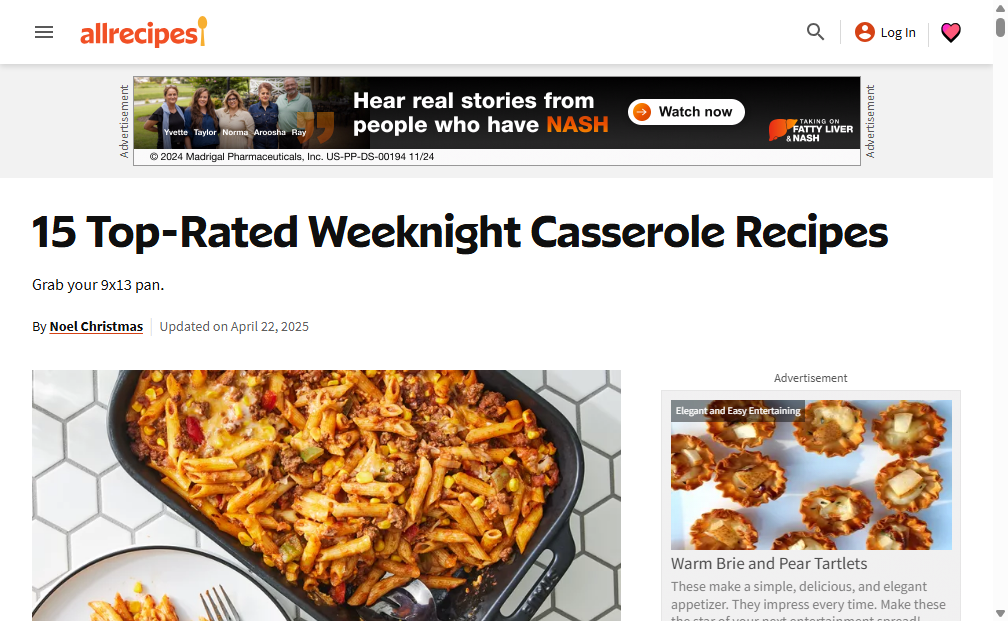 allrecipes
Log In
Advertisement
Yvette Taylor Norma Aroosha Ray
Hear real stories from
people who have NASH
Watch now
TAKING ON
FATTY LIVER
& NASH
© 2024 Madrigal Pharmaceuticals, Inc. US-PP-DS-00194 11/24
Advertisement
15 Top-Rated Weeknight Casserole Recipes
Grab your 9x13 pan.
By Noel Christmas Updated on April 22, 2025
Advertisement
Elegant and Easy Entertaining
Warm Brie and Pear Tartlets
These make a simple, delicious, and elegant
appetizer. They impress every time. Make these
the star of your next entertainment spread!